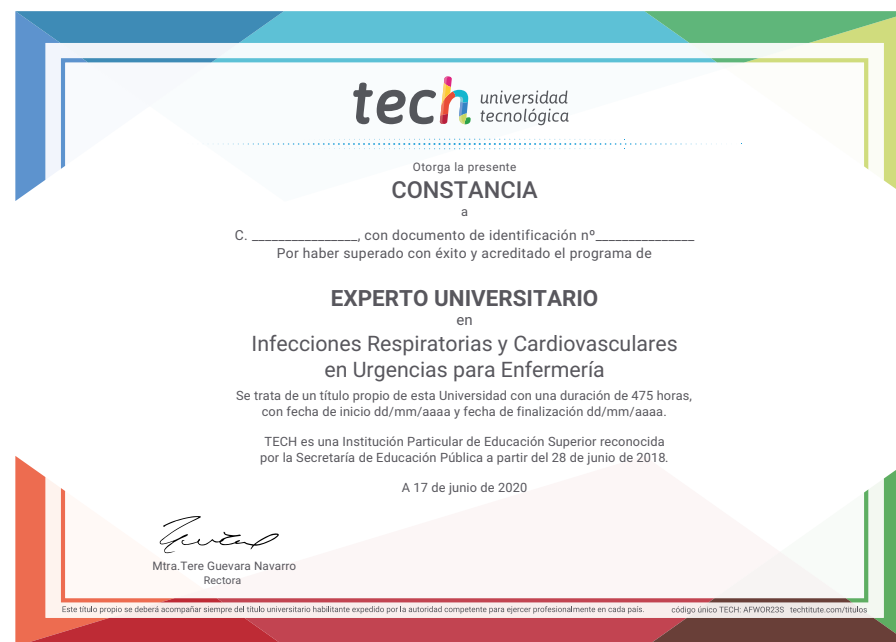 tech universidad
tecnológica
Otorga la presente
CONSTANCIA
a
C. ________________, con documento de identificación nº_______________
Por haber superado con éxito y acreditado el programa de
EXPERTO UNIVERSITARIO
en
Infecciones Respiratorias y Cardiovasculares
en Urgencias para Enfermería
Se trata de un título propio de esta Universidad con una duración de 475 horas,
con fecha de inicio dd/mm/aaaa y fecha de finalización dd/mm/aaaa.
TECH es una Institución Particular de Educación Superior reconocida
por la Secretaría de Educación Pública a partir del 28 de junio de 2018.
A 17 de junio de 2020
Mtra.Tere Guevara Navarro
Rectora
Este título propio se deberá acompañar siempre del título universitario habilitante expedido por la autoridad competente para ejercer profesionalmente en cada país. código único TECH: AFWOR23S techtitute.com/titulos